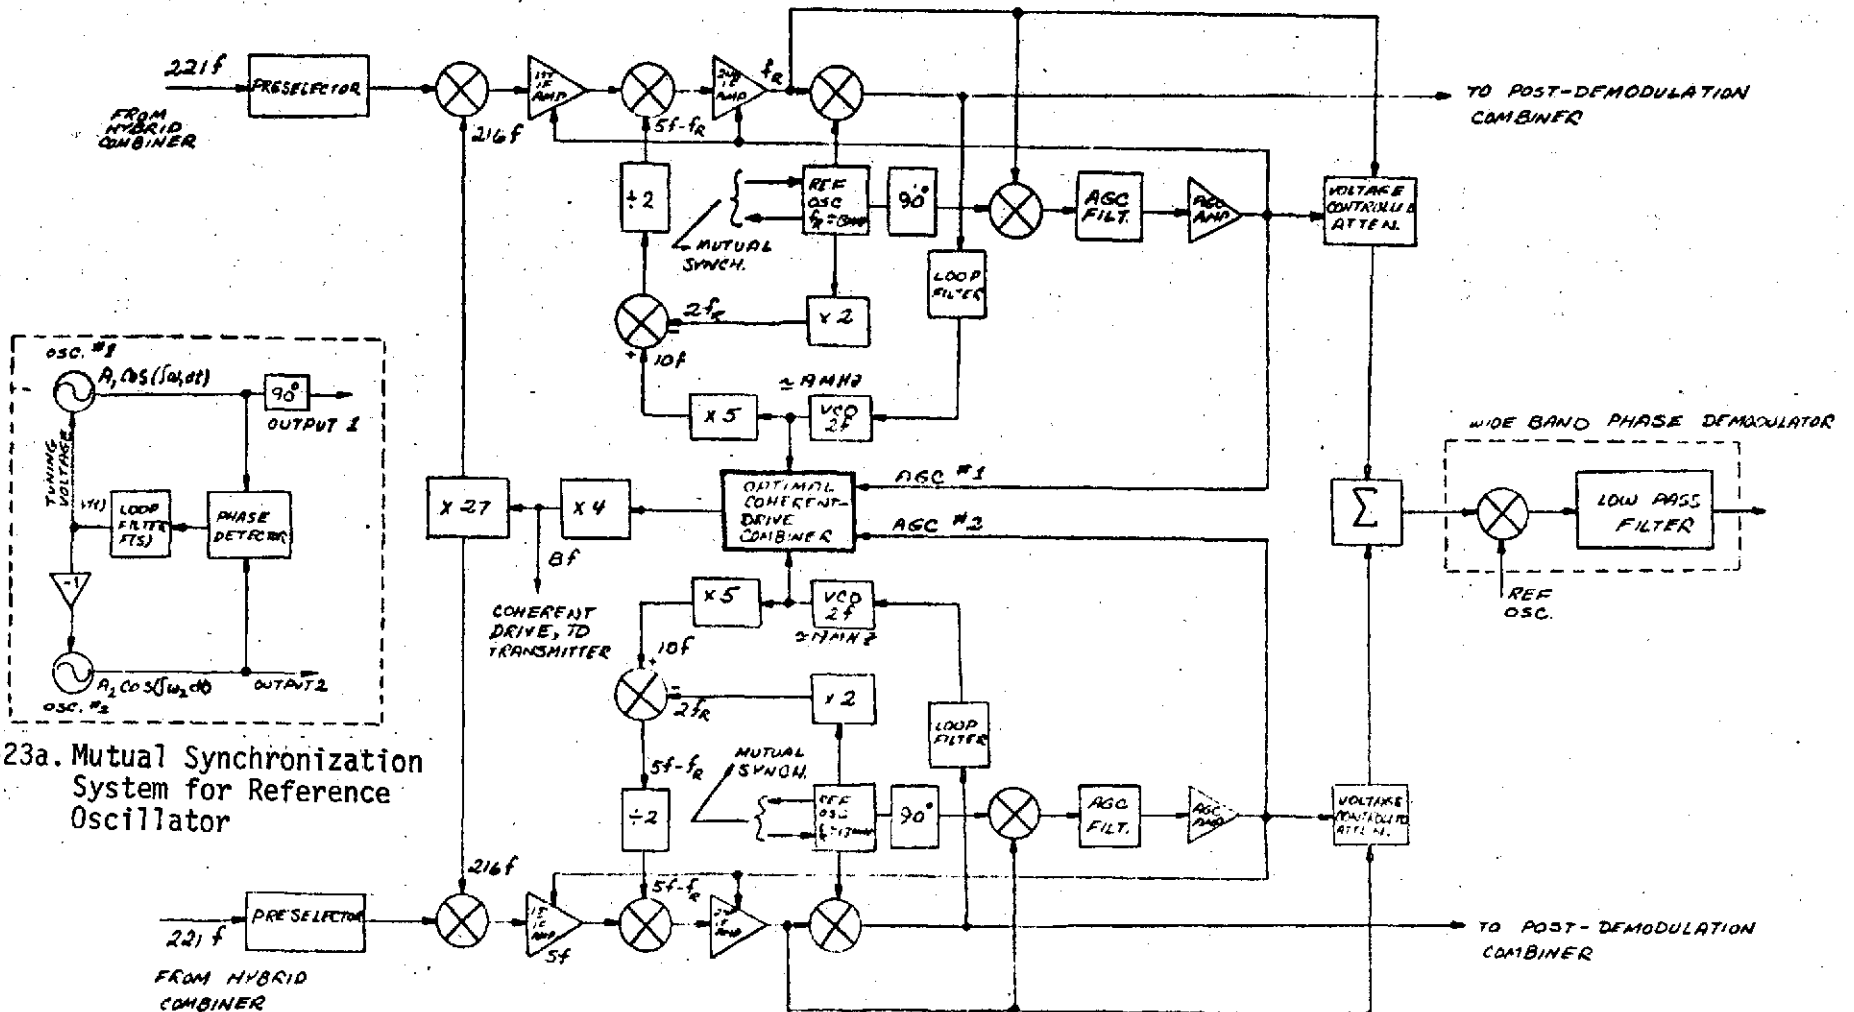 221f
FROM
HYBRID
COMBINER
PRESELECTOR
216f
1ST
IF
AMP
5f-fR
2ND
IF
AMP
fR
TO POST-DEMODULATION
COMBINER
÷2
MUTUAL
SYNCH.
REF
OSC
90°
AGC
FILT.
AGC
AMP
VOLTAGE
CONTROLLED
ATTEN.
LOOP
FILTER
2fR
-
x 2
+
10f
x 5
VCO
2f
OSC. #1
A1 COS(∫ω1dt)
90°
OUTPUT 1
TUNING
VOLTAGE
LOOP
FILTER
F(S)
PHASE
DETECTOR
-1
A2 COS(∫ω2dt)
OUTPUT 2
OSC. #2
23a. Mutual Synchronization
System for Reference
Oscillator
x 27
x 4
OPTIMAL
COHERENT-
DRIVE
COMBINER
AGC #1
AGC #2
8f
COHERENT
DRIVE, TO
TRANSMITTER
Σ
WIDE BAND PHASE DEMODULATOR
LOW PASS
FILTER
REF
OSC.
x 5
VCO
2f
10f
+
-
2fR
x 2
LOOP
FILTER
5f-fR
÷2
MUTUAL
SYNCH.
REF
OSC
90°
AGC
FILT.
AGC
AMP
VOLTAGE
CONTROLLED
ATTEN.
216f
5f-fR
221f
PRESELECTOR
1ST
IF
AMP
5f
FROM HYBRID
COMBINER
TO POST-DEMODULATION
COMBINER